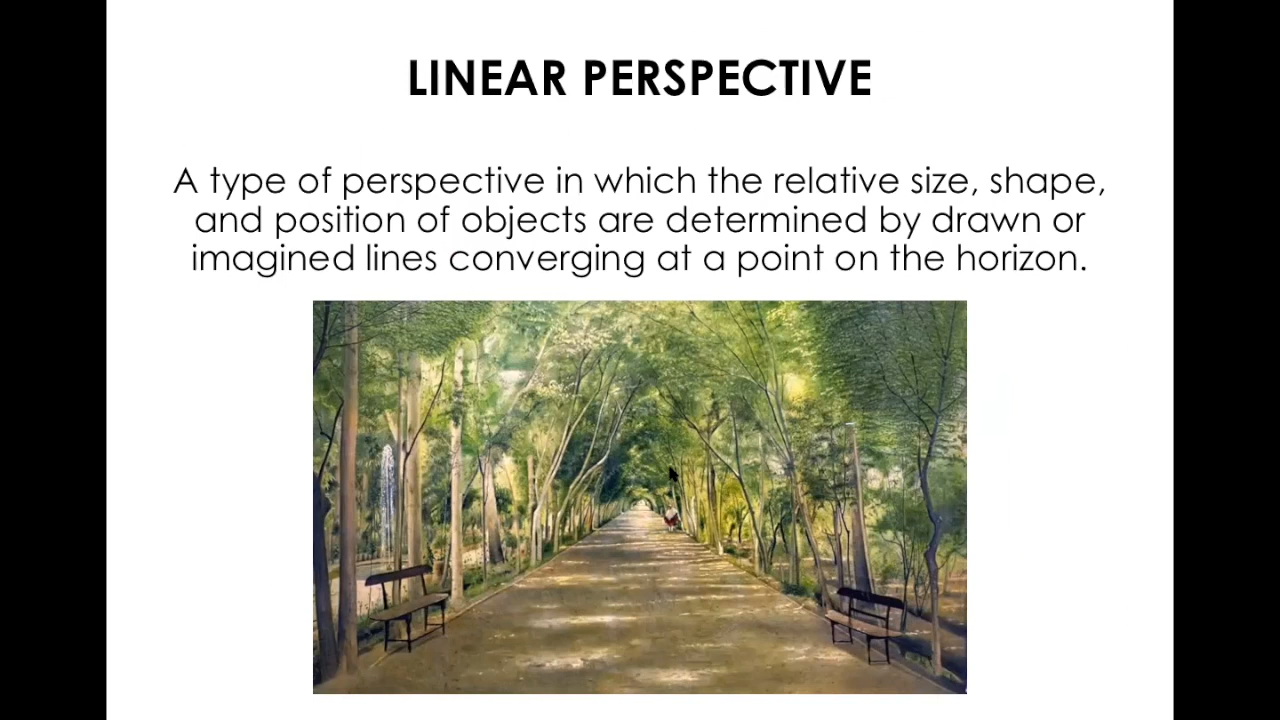 LINEAR PERSPECTIVE
A type of perspective in which the relative size, shape,
and position of objects are determined by drawn or
imagined lines converging at a point on the horizon.